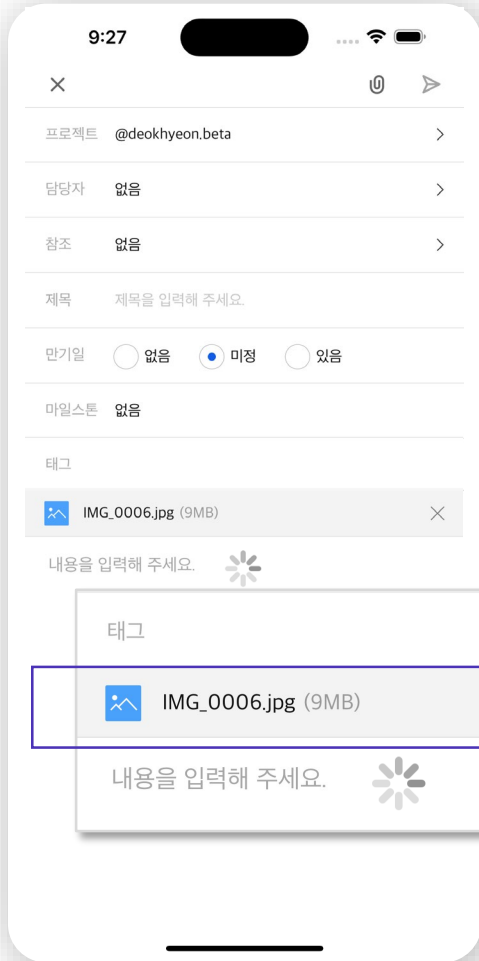 9:27
프로젝트 @deokhyeon.beta
담당자 없음
참조 없음
제목 제목을 입력해 주세요.
만기일 없음 미정 있음
마일스톤 없음
태그
IMG_0006.jpg (9MB)
내용을 입력해 주세요.
태그
IMG_0006.jpg (9MB)
내용을 입력해 주세요.